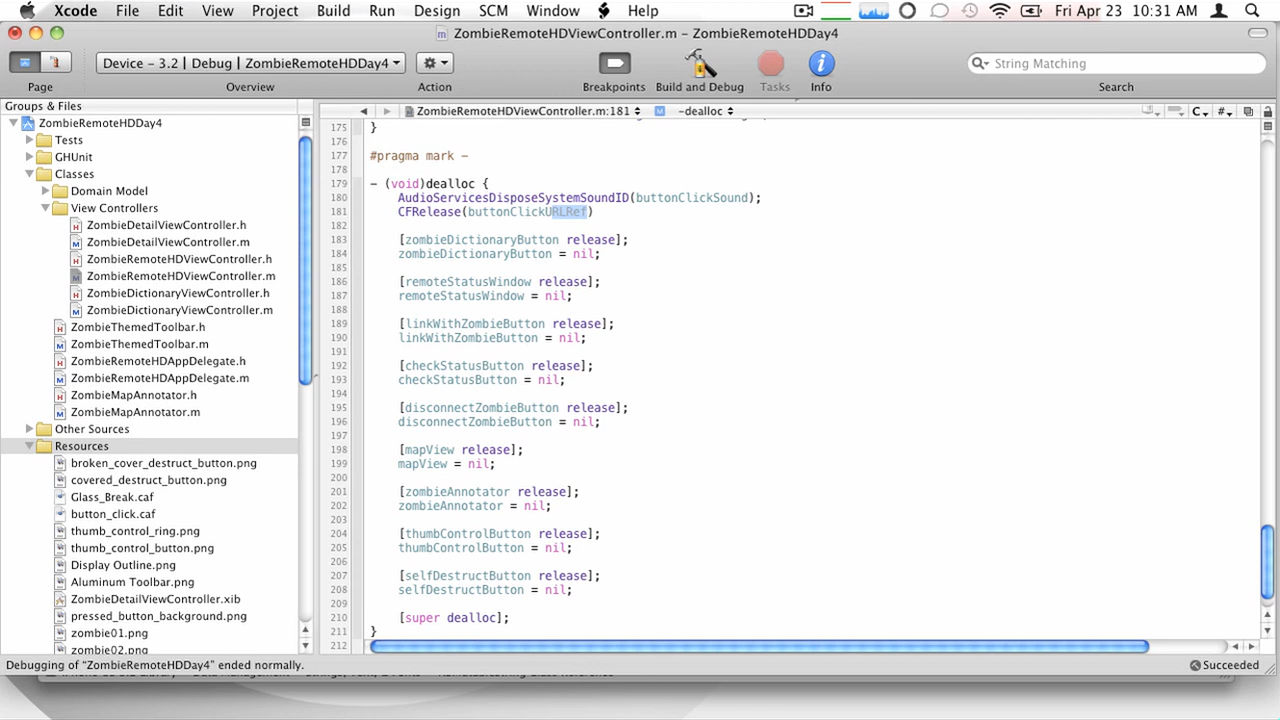 Xcode File Edit View Project Build Run Design SCM Window Help Fri Apr 23 10:31 AM
ZombieRemoteHDViewController.m – ZombieRemoteHDDay4
Device – 3.2 | Debug | ZombieRemoteHDDay4
String Matching
Page Overview Action Breakpoints Build and Debug Tasks Info Search
Groups & Files
ZombieRemoteHDViewController.m:181 M -dealloc C #
ZombieRemoteHDDay4
Tests
GHUnit
Classes
Domain Model
View Controllers
ZombieDetailViewController.h
ZombieDetailViewController.m
ZombieRemoteHDViewController.h
ZombieRemoteHDViewController.m
ZombieDictionaryViewController.h
ZombieDictionaryViewController.m
ZombieThemedToolbar.h
ZombieThemedToolbar.m
ZombieRemoteHDAppDelegate.h
ZombieRemoteHDAppDelegate.m
ZombieMapAnnotator.h
ZombieMapAnnotator.m
Other Sources
Resources
broken_cover_destruct_button.png
covered_destruct_button.png
Glass_Break.caf
button_click.caf
thumb_control_ring.png
thumb_control_button.png
Display Outline.png
Aluminum Toolbar.png
ZombieDetailViewController.xib
pressed_button_background.png
zombie01.png
zombie02.png
175 }
176
177 #pragma mark -
178
179 - (void)dealloc {
180 AudioServicesDisposeSystemSoundID(buttonClickSound);
181 CFRelease(buttonClickURLRef)
182
183 [zombieDictionaryButton release];
184 zombieDictionaryButton = nil;
185
186 [remoteStatusWindow release];
187 remoteStatusWindow = nil;
188
189 [linkWithZombieButton release];
190 linkWithZombieButton = nil;
191
192 [checkStatusButton release];
193 checkStatusButton = nil;
194
195 [disconnectZombieButton release];
196 disconnectZombieButton = nil;
197
198 [mapView release];
199 mapView = nil;
200
201 [zombieAnnotator release];
202 zombieAnnotator = nil;
203
204 [thumbControlButton release];
205 thumbControlButton = nil;
206
207 [selfDestructButton release];
208 selfDestructButton = nil;
209
210 [super dealloc];
211 }
212
Debugging of “ZombieRemoteHDDay4” ended normally.
Succeeded